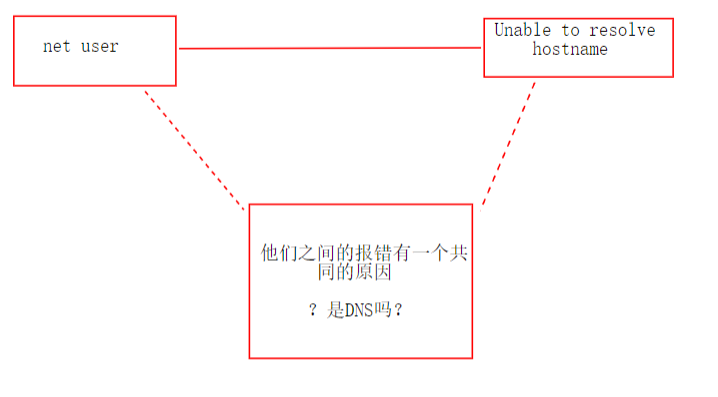 net user
Unable to resolve
hostname
他们之间的报错有一个共
同的原因
？是DNS吗？